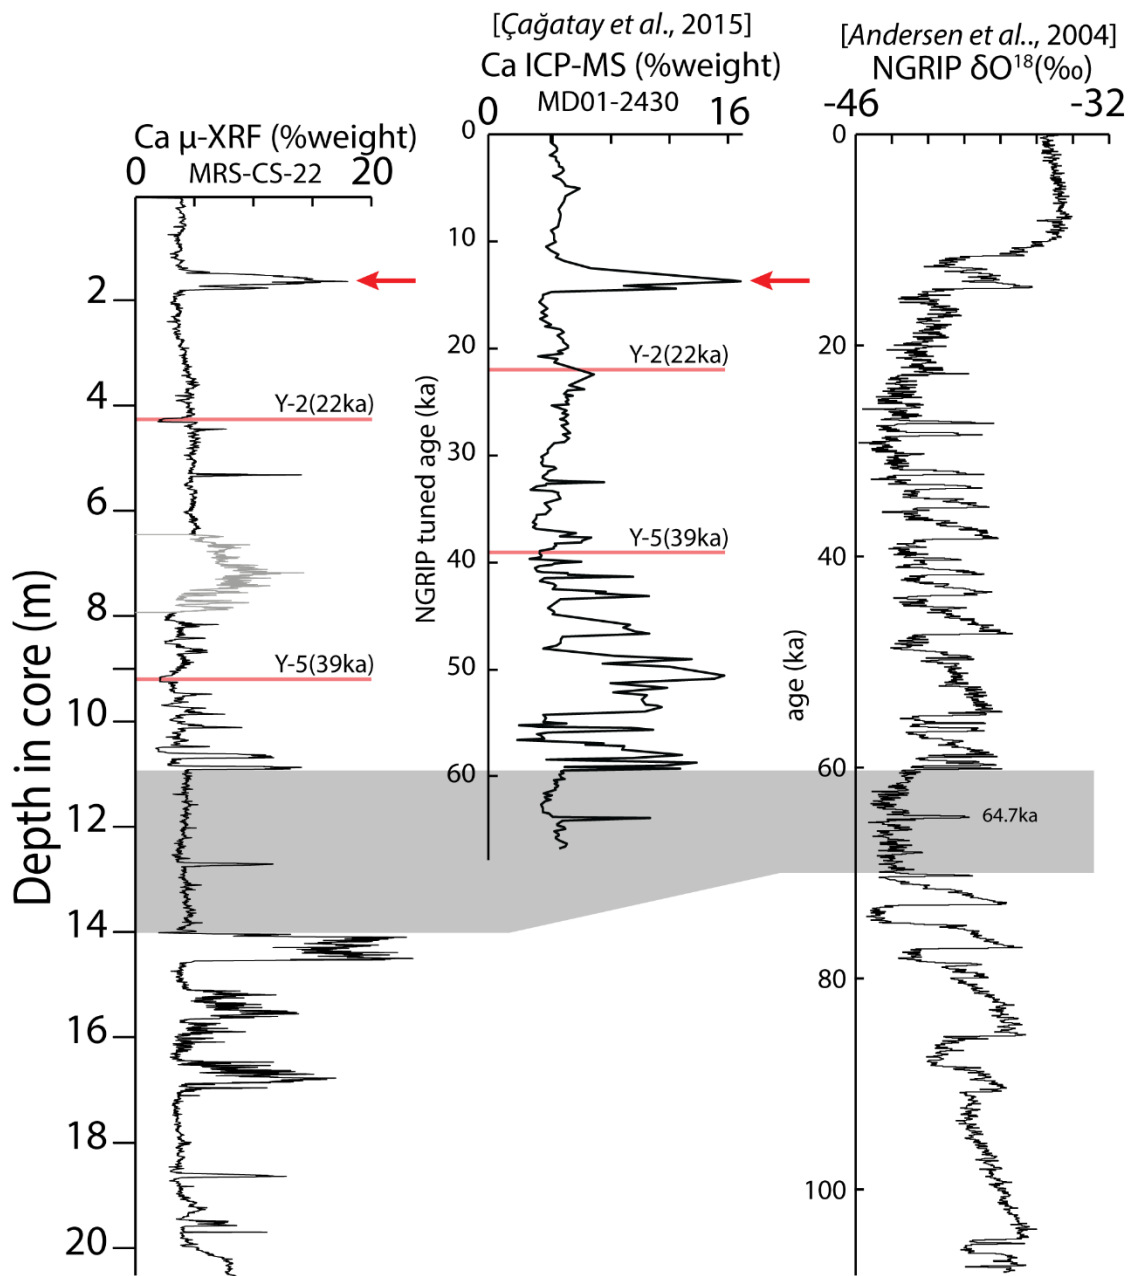 [Çağatay et al., 2015]
Ca ICP-MS (%weight)
MD01-2430
0 16
[Andersen et al.., 2004]
NGRIP δO¹⁸(‰)
-46 -32
Ca μ-XRF (%weight)
MRS-CS-22
0 20
Depth in core (m)
2
4
6
8
10
12
14
16
18
20
Y-2(22ka)
Y-5(39ka)
NGRIP tuned age (ka)
0
10
20
30
40
50
60
Y-2(22ka)
Y-5(39ka)
age (ka)
0
20
40
60
80
100
64.7ka